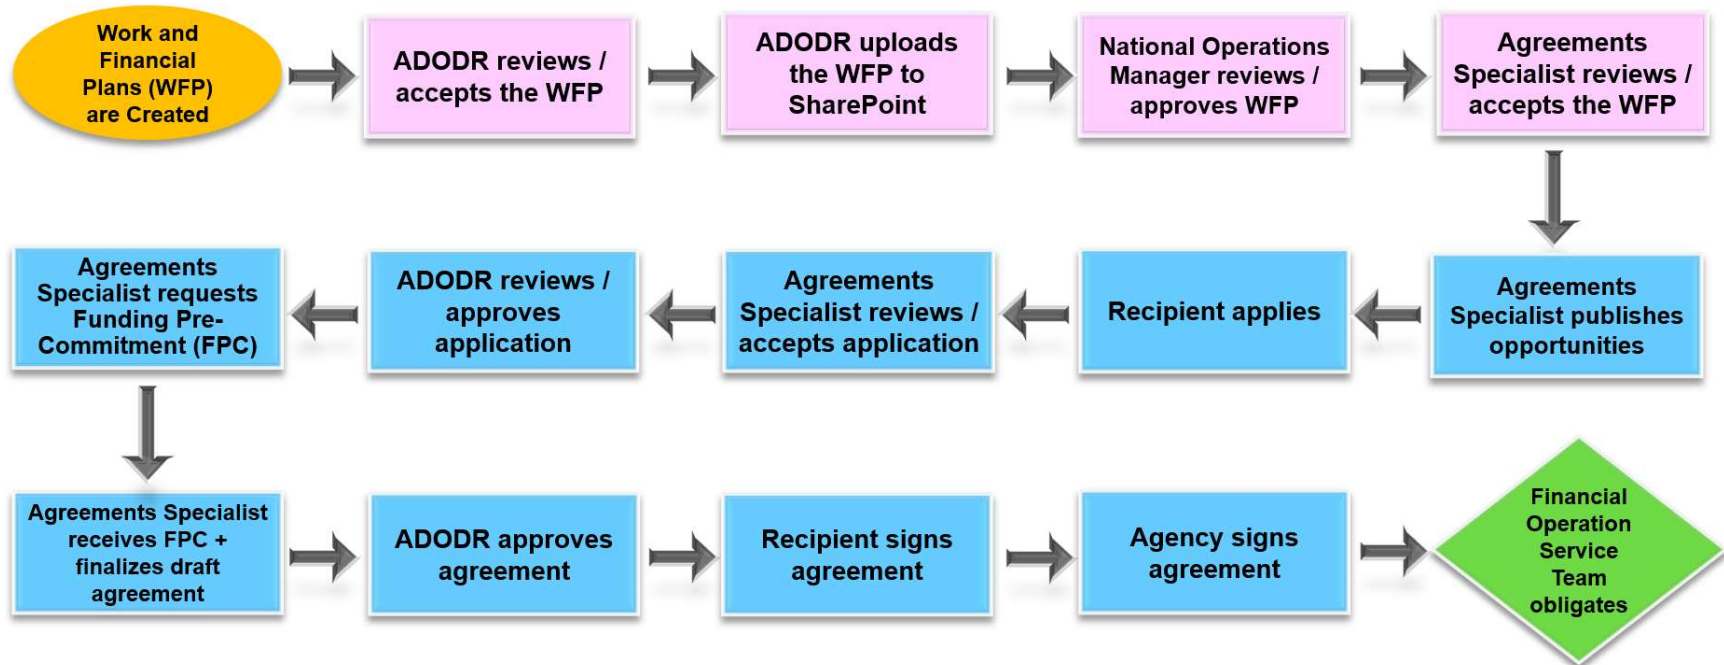 Work and
Financial
Plans (WFP)
are Created
ADODR reviews /
accepts the WFP
ADODR uploads
the WFP to
SharePoint
National Operations
Manager reviews /
approves WFP
Agreements
Specialist reviews /
accepts the WFP
Agreements
Specialist publishes
opportunities
Recipient applies
Agreements
Specialist reviews /
accepts application
ADODR reviews /
approves
application
Agreements
Specialist requests
Funding Pre-
Commitment (FPC)
Agreements Specialist
receives FPC +
finalizes draft
agreement
ADODR approves
agreement
Recipient signs
agreement
Agency signs
agreement
Financial
Operation
Service
Team
obligates